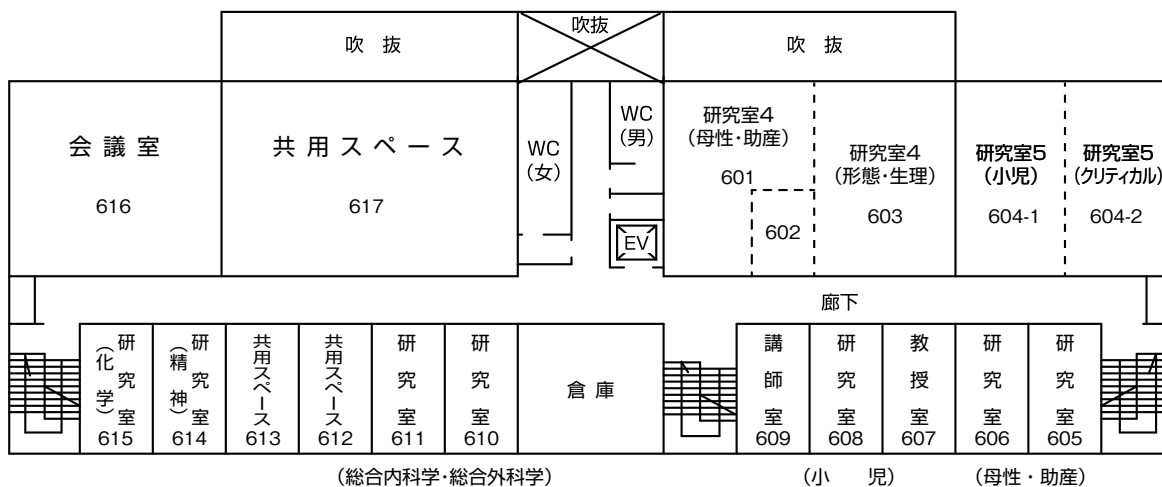 吹抜
吹抜
吹抜
会議室
616
共用スペース
617
WC
(女)
WC
(男)
EV
研究室4
(母性・助産)
601
602
研究室4
(形態・生理)
603
研究室5
(小児)
604-1
研究室5
(クリティカル)
604-2
廊下
研究室
(化学)
615
研究室
(精神)
614
共用スペース
613
共用スペース
612
研究室
611
研究室
610
倉庫
講師室
609
研究室
608
教授室
607
研究室
606
研究室
605
(総合内科学・総合外科学)
(小児)
(母性・助産)